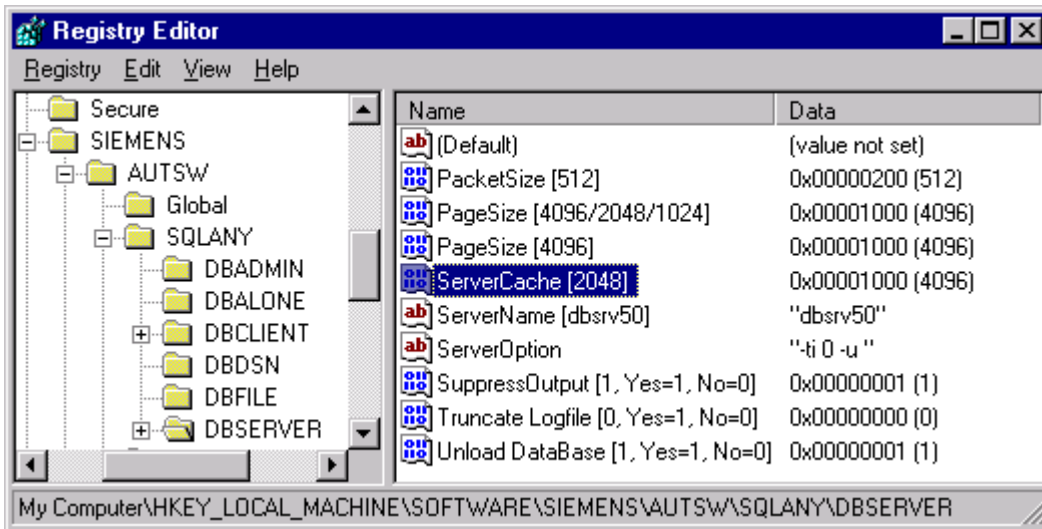 Registry Editor
Registry Edit View Help
Secure
SIEMENS
AUTSW
Global
SQLANY
DBADMIN
DBALONE
DBCLIENT
DBDSN
DBFILE
DBSERVER
Name Data
(Default) (value not set)
PacketSize [512] 0x00000200 (512)
PageSize [4096/2048/1024] 0x00001000 (4096)
PageSize [4096] 0x00001000 (4096)
ServerCache [2048] 0x00001000 (4096)
ServerName [dbsrv50] "dbsrv50"
ServerOption "-ti 0 -u "
SuppressOutput [1, Yes=1, No=0] 0x00000001 (1)
Truncate Logfile [0, Yes=1, No=0] 0x00000000 (0)
Unload DataBase [1, Yes=1, No=0] 0x00000001 (1)
My Computer\HKEY_LOCAL_MACHINE\SOFTWARE\SIEMENS\AUTSW\SQLANY\DBSERVER